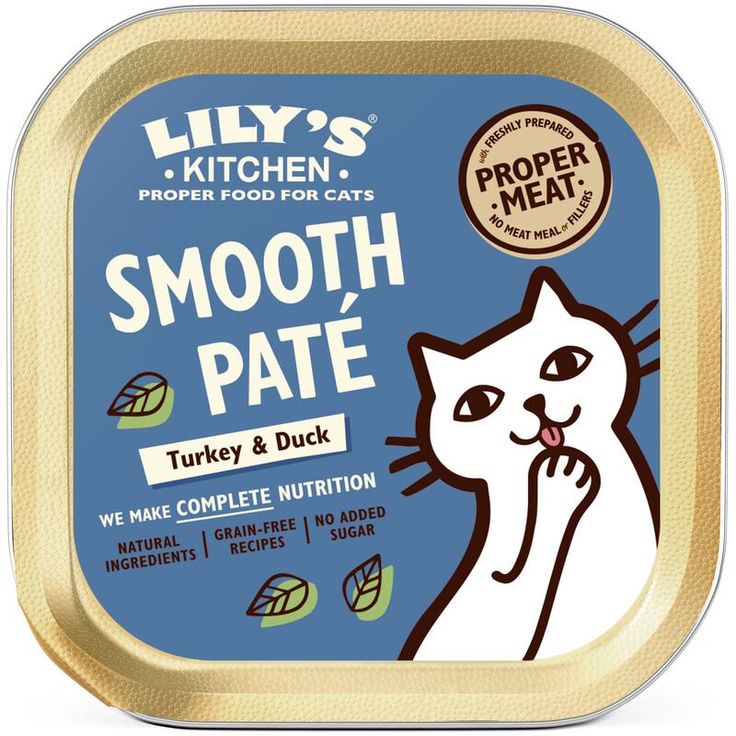 LILY'S®
• KITCHEN •
PROPER FOOD FOR CATS
with FRESHLY PREPARED
PROPER
• MEAT •
NO MEAT MEAL or FILLERS
SMOOTH
PATÉ
Turkey & Duck
WE MAKE COMPLETE NUTRITION
NATURAL INGREDIENTS | GRAIN-FREE RECIPES | NO ADDED SUGAR